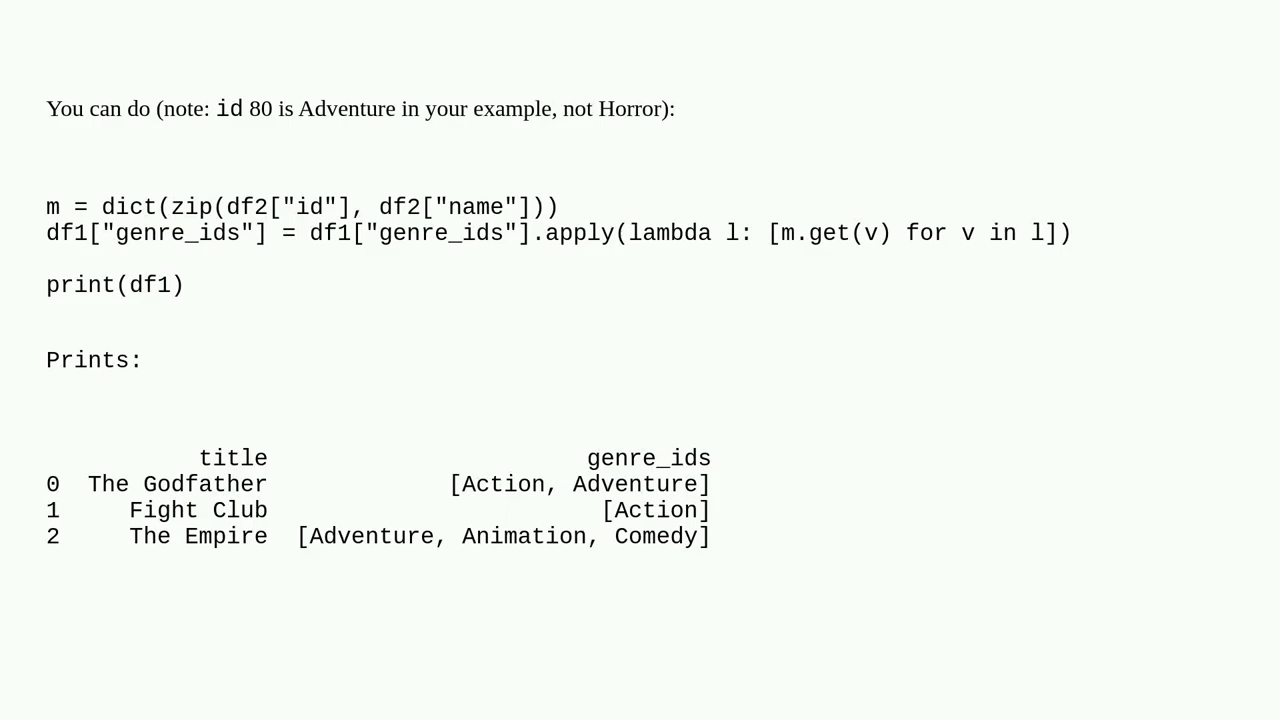 You can do (note: id 80 is Adventure in your example, not Horror):
m = dict(zip(df2["id"], df2["name"]))
df1["genre_ids"] = df1["genre_ids"].apply(lambda l: [m.get(v) for v in l])
print(df1)
Prints:
           title                       genre_ids
0  The Godfather             [Action, Adventure]
1     Fight Club                        [Action]
2     The Empire  [Adventure, Animation, Comedy]